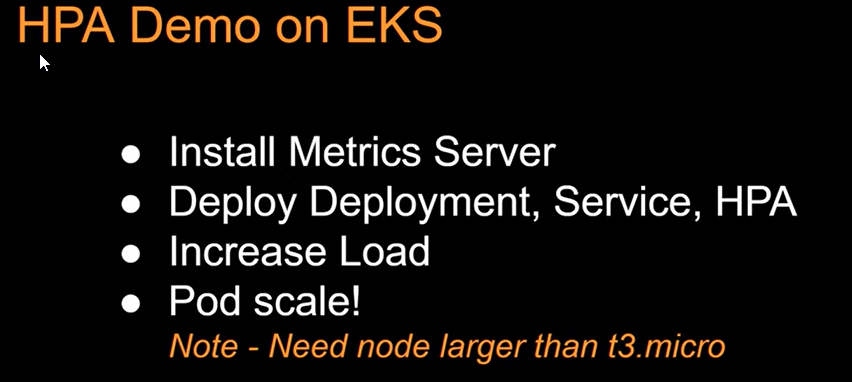 HPA Demo on EKS
● Install Metrics Server
● Deploy Deployment, Service, HPA
● Increase Load
● Pod scale!
Note - Need node larger than t3.micro